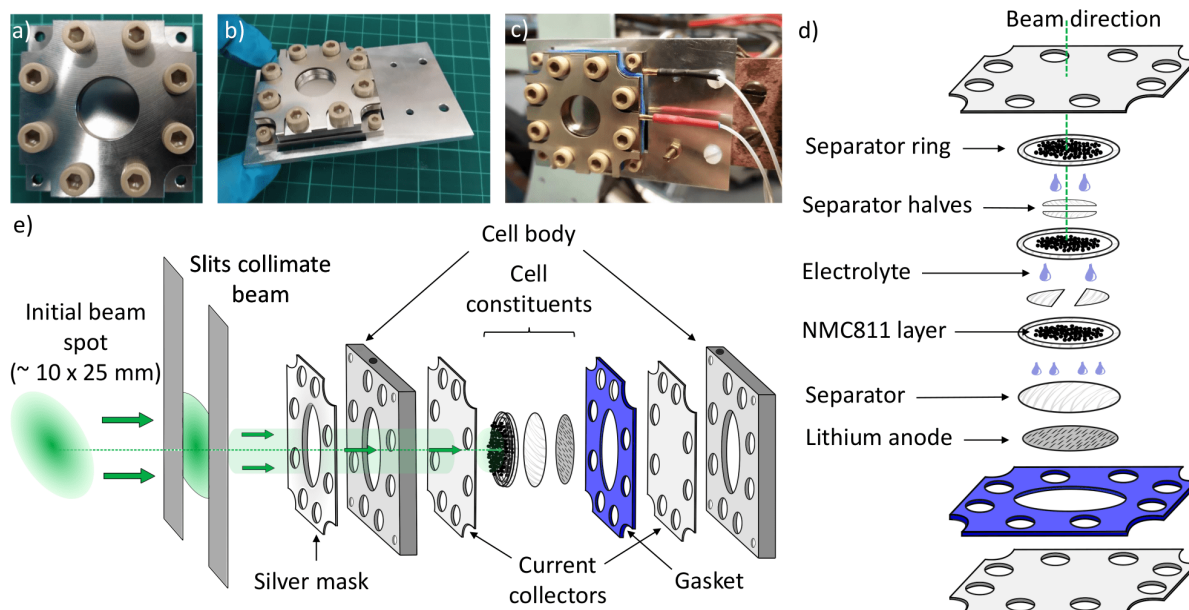 a)
b)
c)
d)
Beam direction
Separator ring
Separator halves
Electrolyte
NMC811 layer
Separator
Lithium anode
e)
Cell body
Slits collimate
beam
Cell
constituents
Initial beam
spot
(~ 10 x 25 mm)
Silver mask
Current
collectors
Gasket